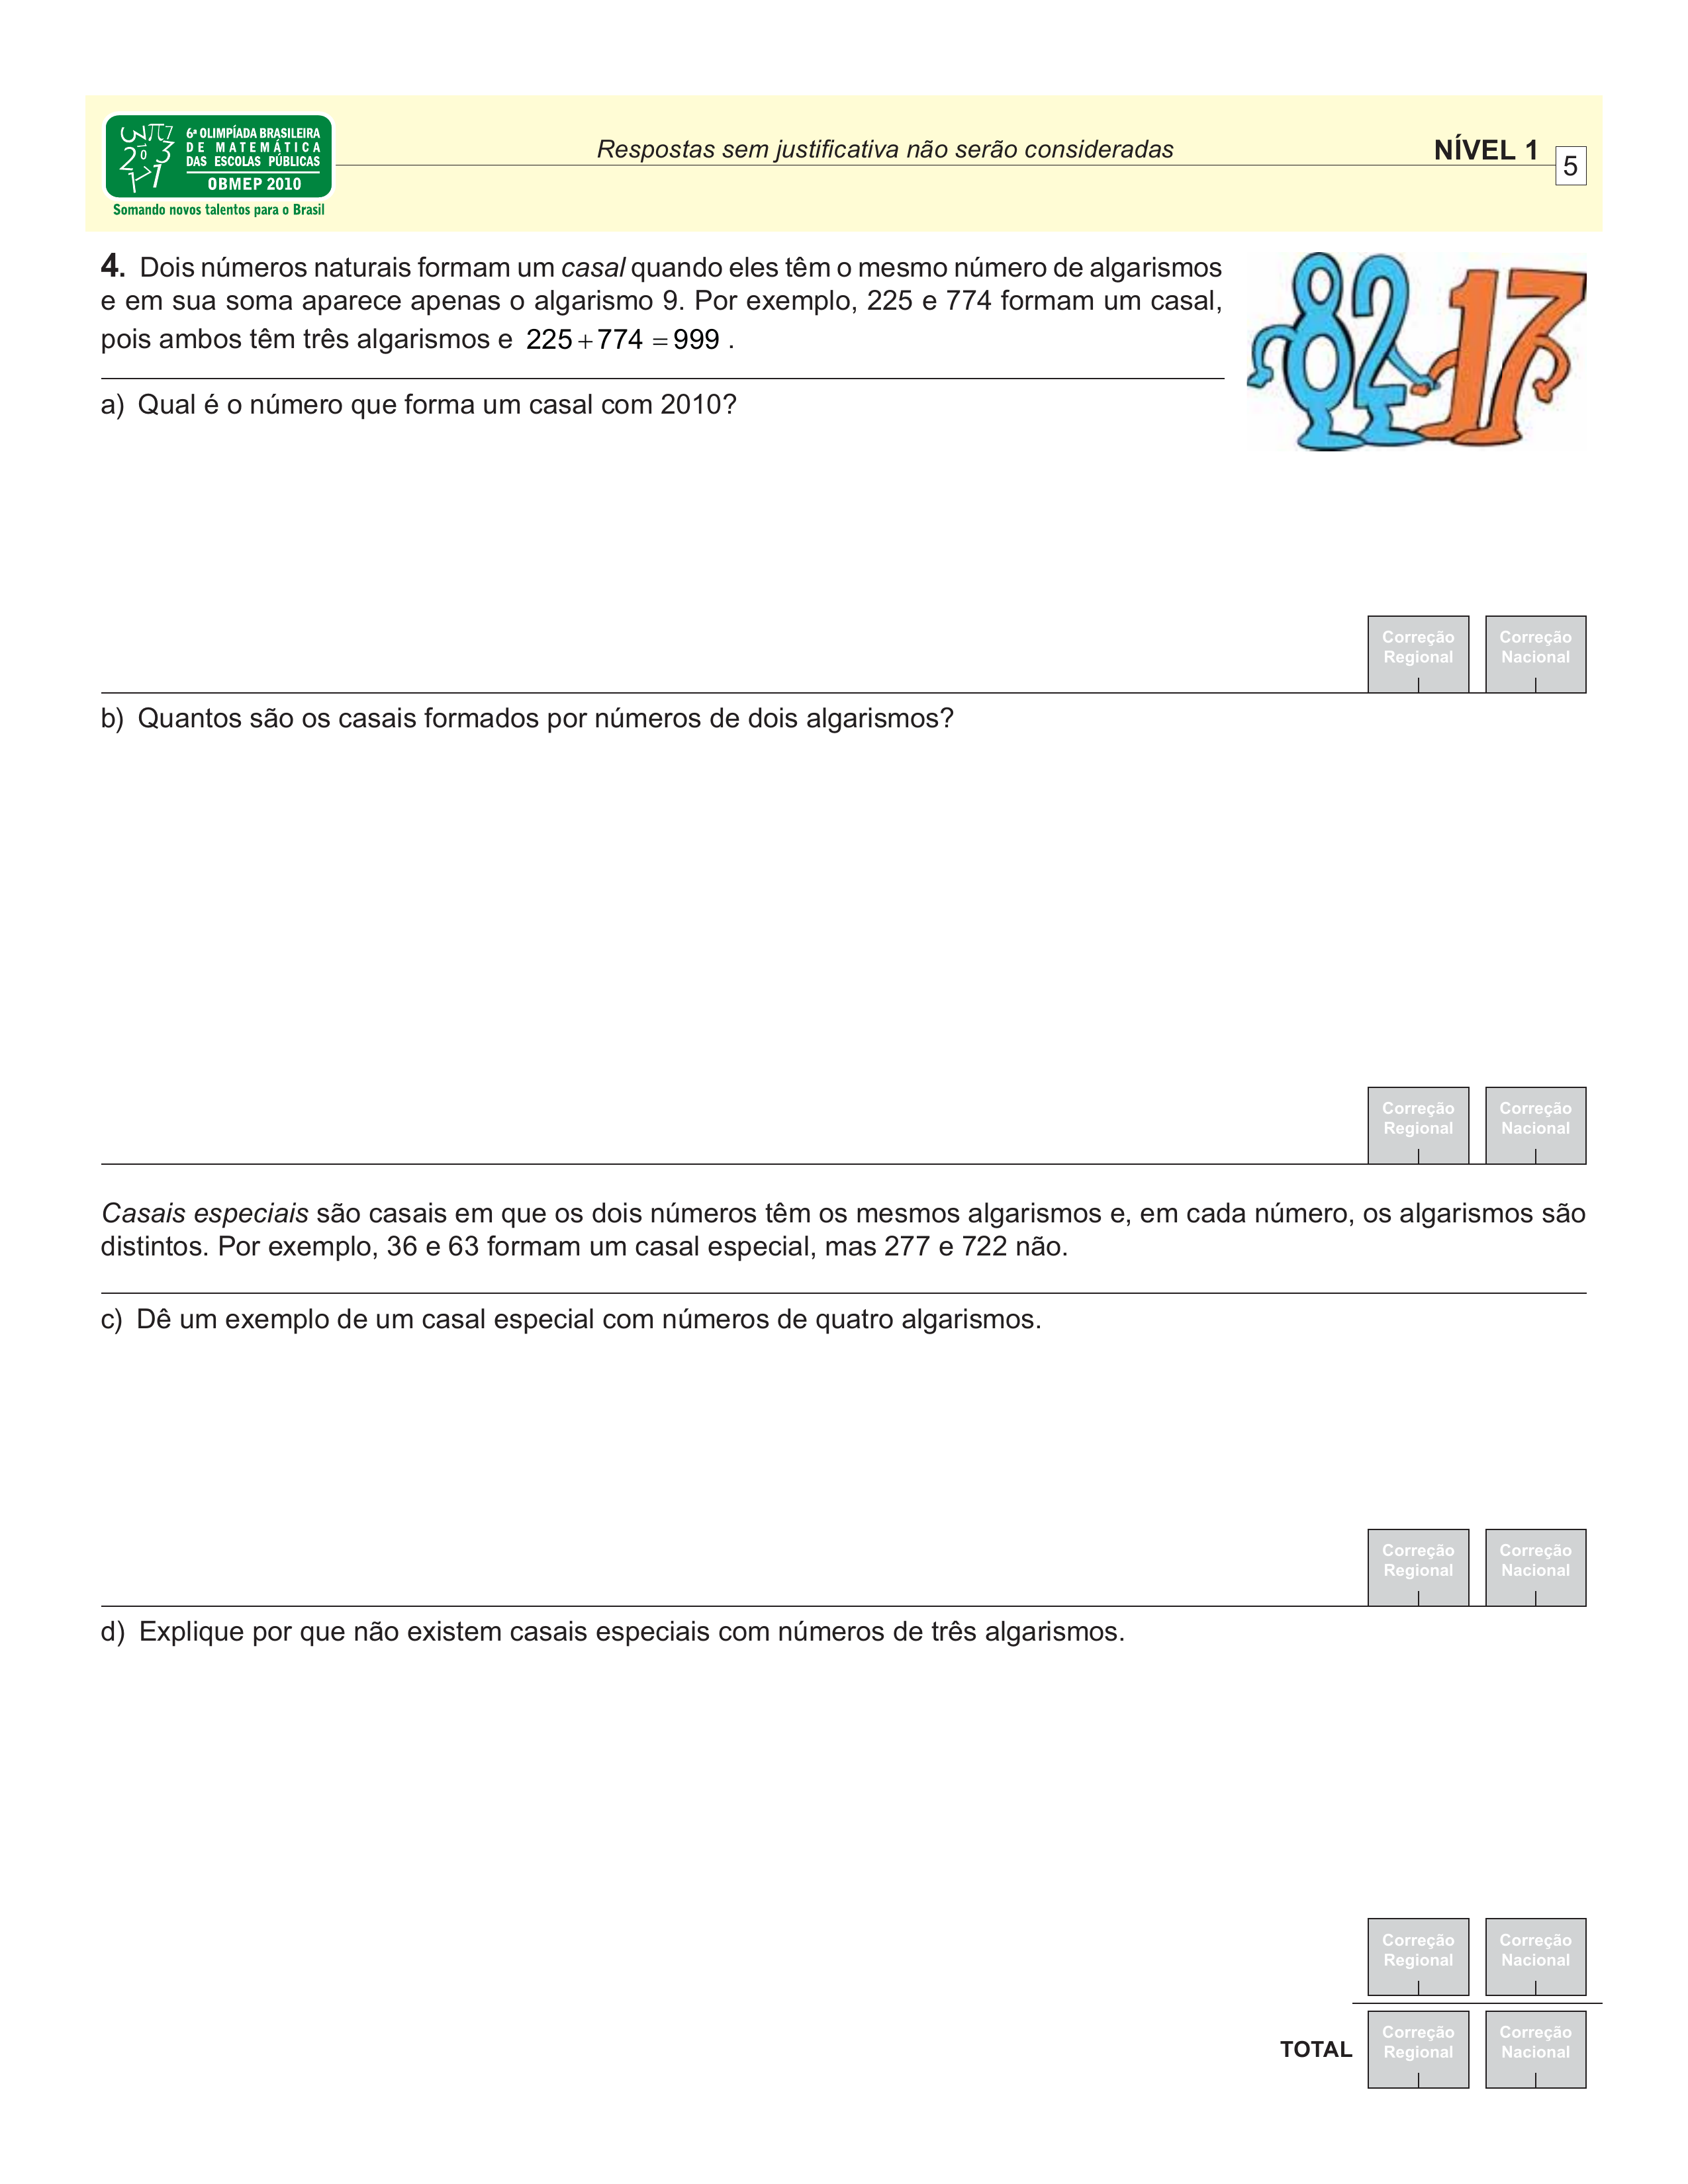 6ª OLIMPÍADA BRASILEIRA
DE MATEMÁTICA
DAS ESCOLAS PÚBLICAS
OBMEP 2010
Somando novos talentos para o Brasil
Respostas sem justificativa não serão consideradas
NÍVEL 1
5
4. Dois números naturais formam um casal quando eles têm o mesmo número de algarismos
e em sua soma aparece apenas o algarismo 9. Por exemplo, 225 e 774 formam um casal,
pois ambos têm três algarismos e 225 + 774 = 999 .
82 17
a) Qual é o número que forma um casal com 2010?
Correção
Regional
Correção
Nacional
b) Quantos são os casais formados por números de dois algarismos?
Correção
Regional
Correção
Nacional
Casais especiais são casais em que os dois números têm os mesmos algarismos e, em cada número, os algarismos são
distintos. Por exemplo, 36 e 63 formam um casal especial, mas 277 e 722 não.
c) Dê um exemplo de um casal especial com números de quatro algarismos.
Correção
Regional
Correção
Nacional
d) Explique por que não existem casais especiais com números de três algarismos.
Correção
Regional
Correção
Nacional
TOTAL
Correção
Regional
Correção
Nacional